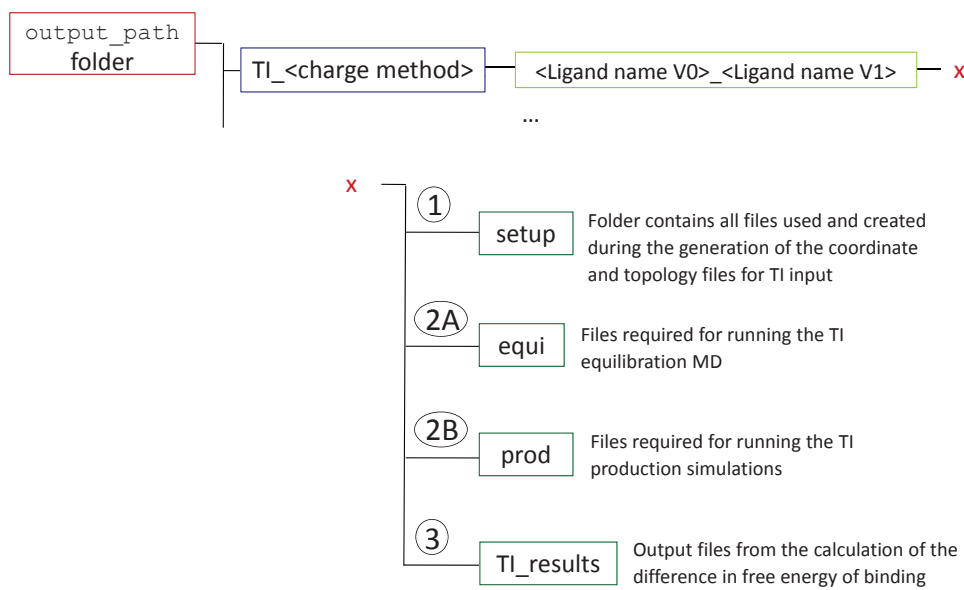 output_path
folder
TI_<charge method>
<Ligand name V0>_<Ligand name V1>
x
...
x
1
setup
Folder contains all files used and created
during the generation of the coordinate
and topology files for TI input
2A
equi
Files required for running the TI
equilibration MD
2B
prod
Files required for running the TI
production simulations
3
TI_results
Output files from the calculation of the
difference in free energy of binding